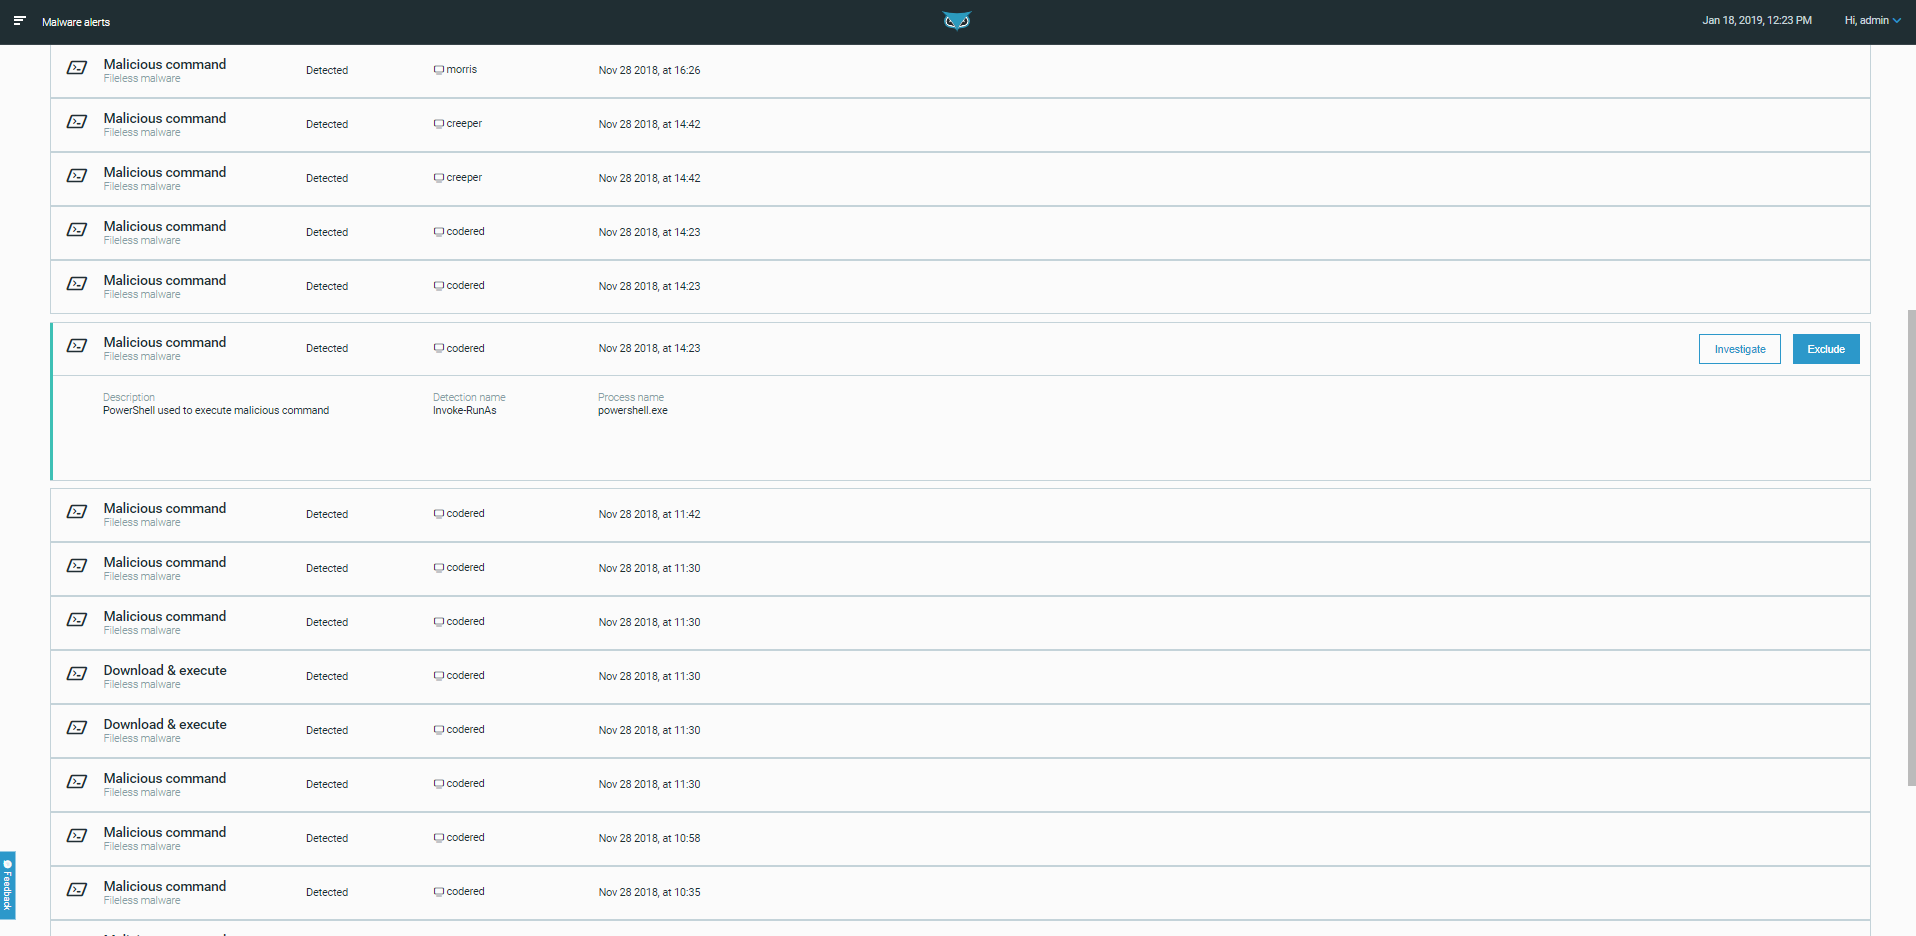 Malware alerts
Jan 18, 2019, 12:23 PM
Hi, admin
Malicious command
Fileless malware
Detected
morris
Nov 28 2018, at 16:26
Malicious command
Fileless malware
Detected
creeper
Nov 28 2018, at 14:42
Malicious command
Fileless malware
Detected
creeper
Nov 28 2018, at 14:42
Malicious command
Fileless malware
Detected
codered
Nov 28 2018, at 14:23
Malicious command
Fileless malware
Detected
codered
Nov 28 2018, at 14:23
Malicious command
Fileless malware
Detected
codered
Nov 28 2018, at 14:23
Investigate
Exclude
Description
PowerShell used to execute malicious command
Detection name
Invoke-RunAs
Process name
powershell.exe
Malicious command
Fileless malware
Detected
codered
Nov 28 2018, at 11:42
Malicious command
Fileless malware
Detected
codered
Nov 28 2018, at 11:30
Malicious command
Fileless malware
Detected
codered
Nov 28 2018, at 11:30
Download & execute
Fileless malware
Detected
codered
Nov 28 2018, at 11:30
Download & execute
Fileless malware
Detected
codered
Nov 28 2018, at 11:30
Malicious command
Fileless malware
Detected
codered
Nov 28 2018, at 11:30
Malicious command
Fileless malware
Detected
codered
Nov 28 2018, at 10:58
Malicious command
Fileless malware
Detected
codered
Nov 28 2018, at 10:35
Feedback